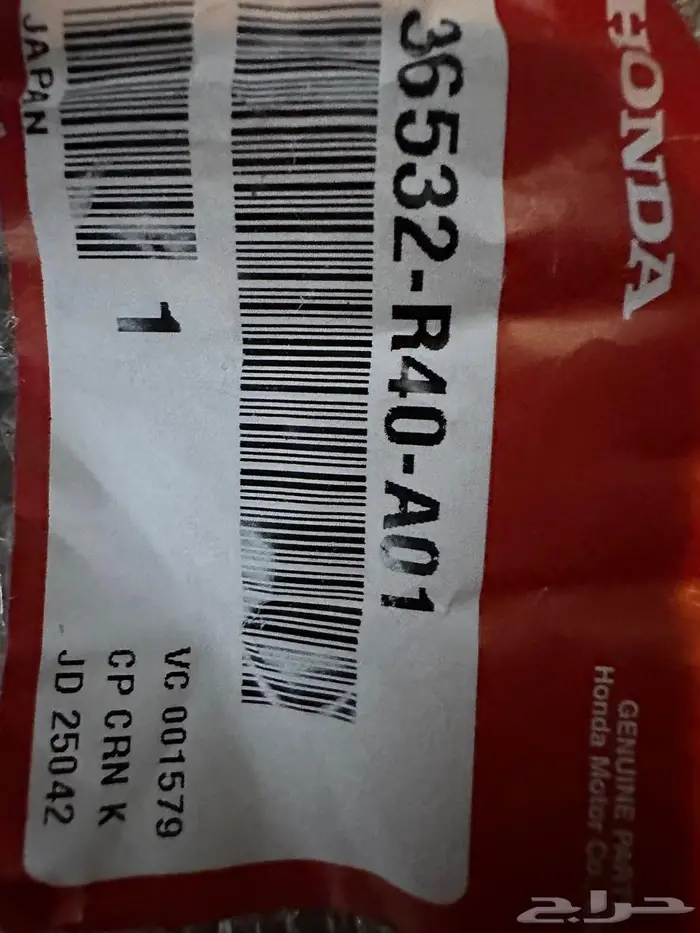 HONDA
GENUINE PARTS
Honda Motor Co
36532-R40-A01
1
JAPAN
VC 001579
CP CRN K
JD 25042
حراج